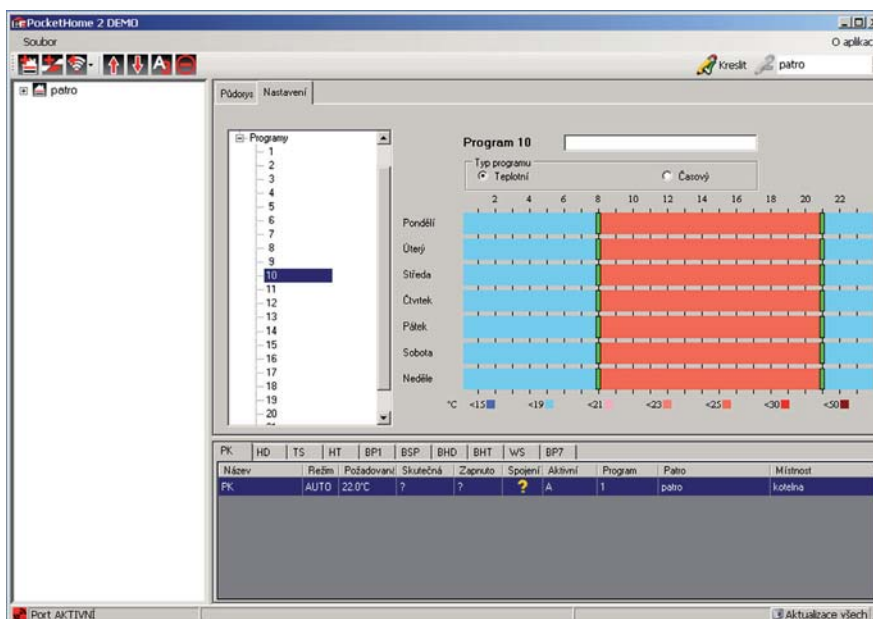 PocketHome 2 DEMO
Soubor
O aplikac
Kreslit
patro
patro
Půdorys
Nastavení
Programy
1
2
3
4
5
6
7
8
9
10
11
12
13
14
15
16
17
18
19
20
Program 10
Typ programu
Teplotní
Časový
2 4 6 8 10 12 14 16 18 20 22
Pondělí
Úterý
Středa
Čtvrtek
Pátek
Sobota
Neděle
°C <15 <19 <21 <23 <25 <30 <50
PK HD TS HT BP1 BSP BHD BHT WS BP7
Název Režim Požadovaná Skutečná Zapnuto Spojení Aktivní Program Patro Místnost
PK AUTO 22.0°C ? ? ? A 1 patro kotelna
Port AKTIVNÍ
Aktualizace všech